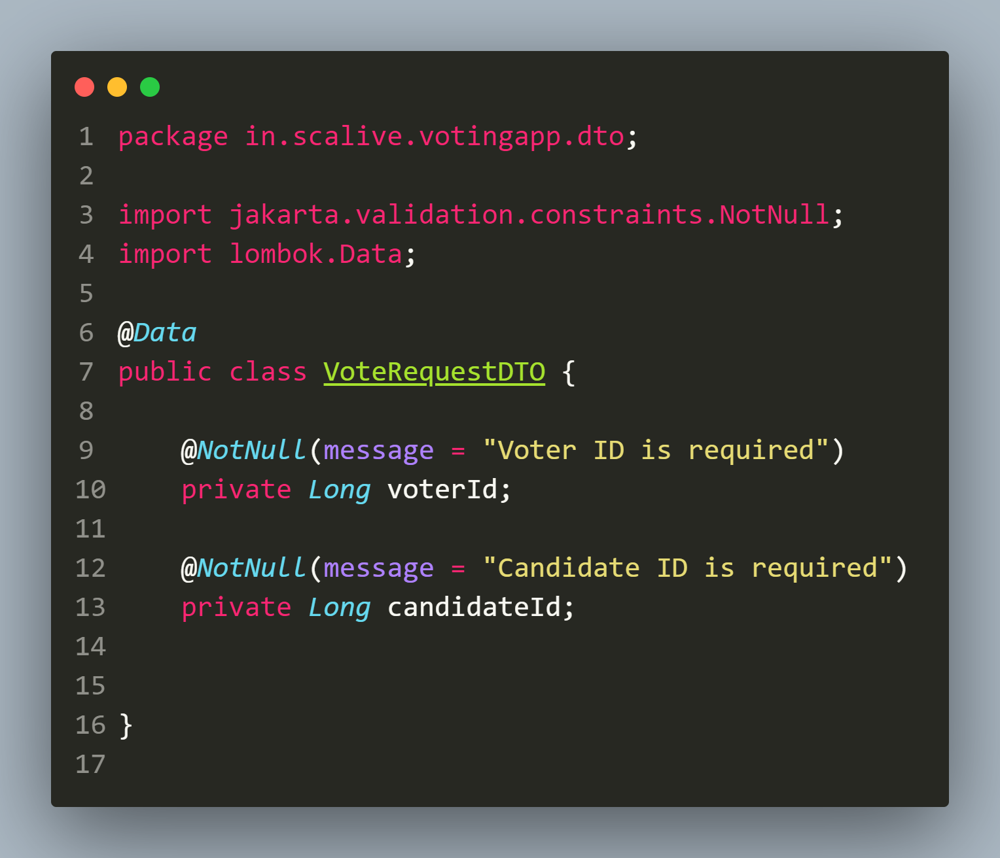 1 package in.scalive.votingapp.dto;
2
3 import jakarta.validation.constraints.NotNull;
4 import lombok.Data;
5
6 @Data
7 public class VoteRequestDTO {
8
9     @NotNull(message = "Voter ID is required")
10     private Long voterId;
11
12     @NotNull(message = "Candidate ID is required")
13     private Long candidateId;
14
15
16 }
17